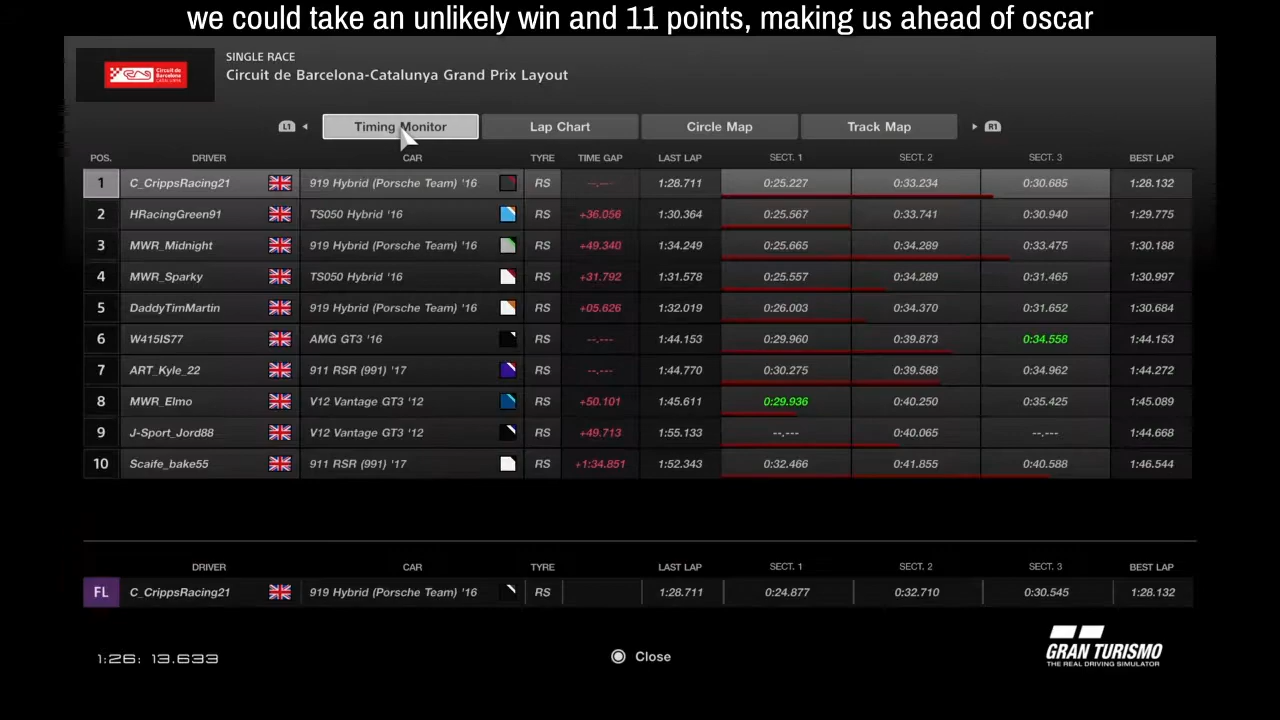 we could take an unlikely win and 11 points, making us ahead of oscar
SINGLE RACE
Circuit de Barcelona-Catalunya Grand Prix Layout
Circuit de Barcelona
L1 Timing Monitor Lap Chart Circle Map Track Map R1
POS. DRIVER CAR TYRE TIME GAP LAST LAP SECT. 1 SECT. 2 SECT. 3 BEST LAP
1 C_CrippsRacing21 919 Hybrid (Porsche Team) '16 RS --.--- 1:28.711 0:25.227 0:33.234 0:30.685 1:28.132
2 HRacingGreen91 TS050 Hybrid '16 RS +36.056 1:30.364 0:25.567 0:33.741 0:30.940 1:29.775
3 MWR_Midnight 919 Hybrid (Porsche Team) '16 RS +49.340 1:34.249 0:25.665 0:34.289 0:33.475 1:30.188
4 MWR_Sparky TS050 Hybrid '16 RS +31.792 1:31.578 0:25.557 0:34.289 0:31.465 1:30.997
5 DaddyTimMartin 919 Hybrid (Porsche Team) '16 RS +05.626 1:32.019 0:26.003 0:34.370 0:31.652 1:30.684
6 W415IS77 AMG GT3 '16 RS --.--- 1:44.153 0:29.960 0:39.873 0:34.558 1:44.153
7 ART_Kyle_22 911 RSR (991) '17 RS --.--- 1:44.770 0:30.275 0:39.588 0:34.962 1:44.272
8 MWR_Elmo V12 Vantage GT3 '12 RS +50.101 1:45.611 0:29.936 0:40.250 0:35.425 1:45.089
9 J-Sport_Jord88 V12 Vantage GT3 '12 RS +49.713 1:55.133 --.--- 0:40.065 --.--- 1:44.668
10 Scaife_bake55 911 RSR (991) '17 RS +1:34.851 1:52.343 0:32.466 0:41.855 0:40.588 1:46.544
DRIVER CAR TYRE LAST LAP SECT. 1 SECT. 2 SECT. 3 BEST LAP
FL C_CrippsRacing21 919 Hybrid (Porsche Team) '16 RS 1:28.711 0:24.877 0:32.710 0:30.545 1:28.132
1:26: 13.633
Close
GRAN TURISMO
THE REAL DRIVING SIMULATOR